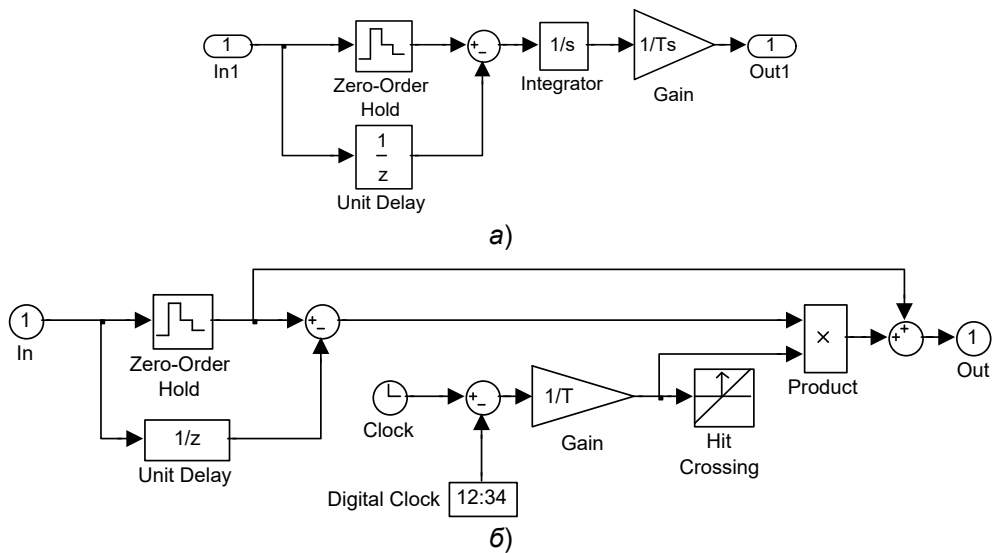 1
In1
Zero-Order
Hold
1
z
Unit Delay
+
-
1/s
Integrator
1/Ts
Gain
1
Out1
а)
1
In
Zero-Order
Hold
1/z
Unit Delay
+
-
Clock
+
-
Digital Clock
12:34
1/T
Gain
Hit
Crossing
×
Product
+
+
1
Out
б)